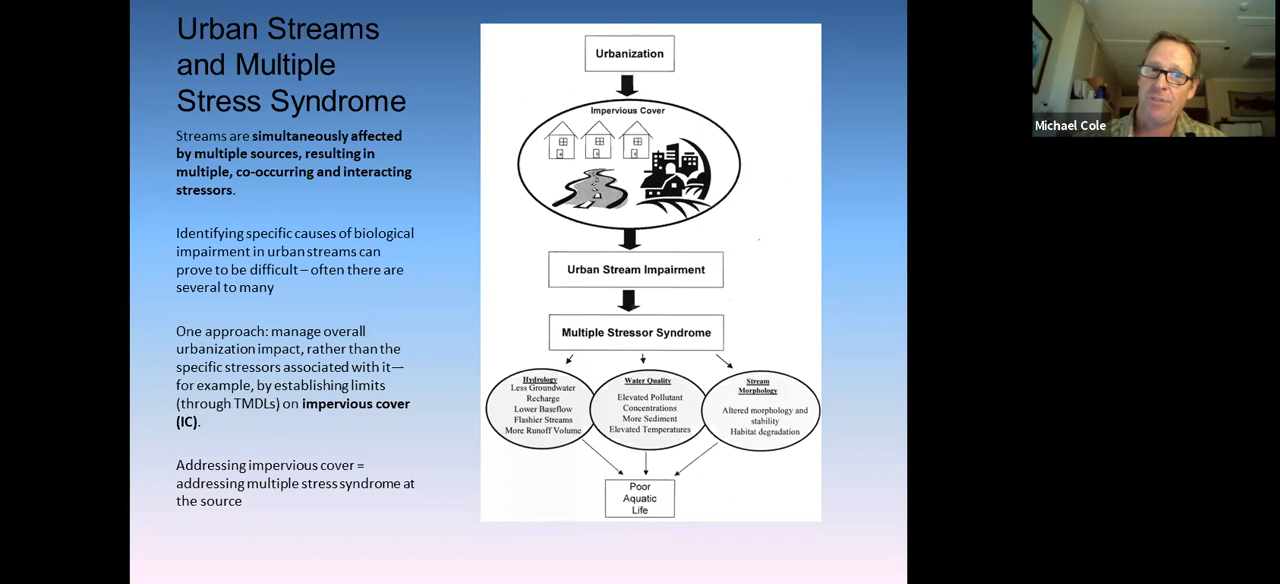 Urban Streams
and Multiple
Stress Syndrome
Streams are simultaneously affected
by multiple sources, resulting in
multiple, co-occurring and interacting
stressors.
Identifying specific causes of biological
impairment in urban streams can
prove to be difficult – often there are
several to many
One approach: manage overall
urbanization impact, rather than the
specific stressors associated with it—
for example, by establishing limits
(through TMDLs) on impervious cover
(IC).
Addressing impervious cover =
addressing multiple stress syndrome at
the source
Urbanization
Impervious Cover
Urban Stream Impairment
Multiple Stressor Syndrome
Hydrology
Less Groundwater
Recharge
Lower Baseflow
Flashier Streams
More Runoff Volume
Water Quality
Elevated Pollutant
Concentrations
More Sediment
Elevated Temperatures
Stream
Morphology
Altered morphology and
stability
Habitat degradation
Poor
Aquatic
Life
Michael Cole